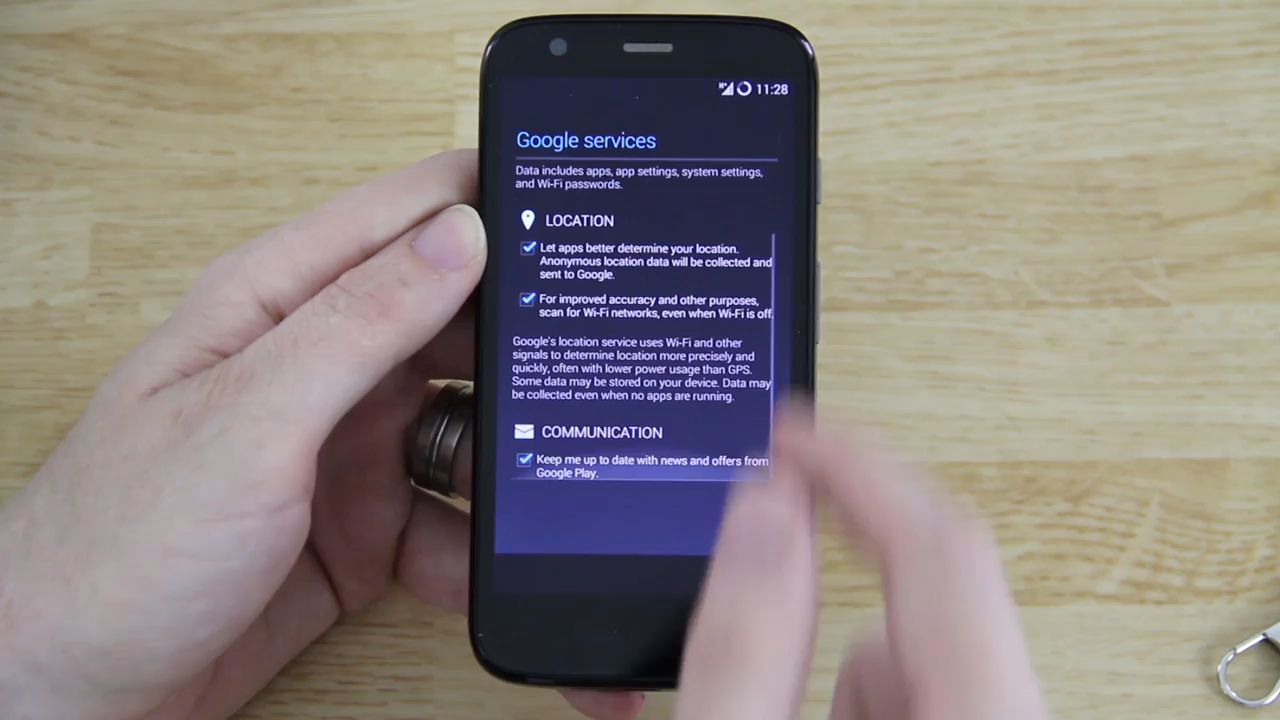 11:28
Google services
Data includes apps, app settings, system settings,
and Wi-Fi passwords.
LOCATION
Let apps better determine your location.
Anonymous location data will be collected and
sent to Google.
For improved accuracy and other purposes,
scan for Wi-Fi networks, even when Wi-Fi is off.
Google's location service uses Wi-Fi and other
signals to determine location more precisely and
quickly, often with lower power usage than GPS.
Some data may be stored on your device. Data may
be collected even when no apps are running.
COMMUNICATION
Keep me up to date with news and offers from
Google Play.